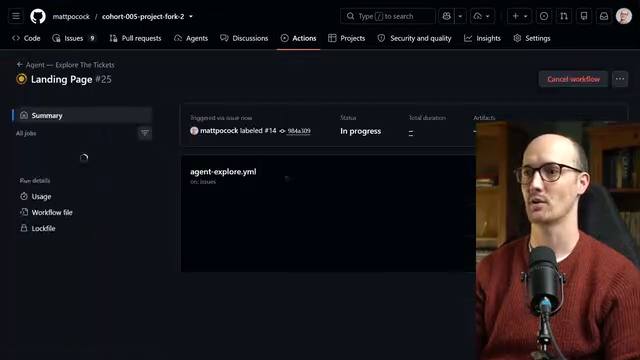 mattpocock / cohort-005-project-fork-2
Type / to search
Code
Issues 9
Pull requests
Agents
Discussions
Actions
Projects
Security and quality
Insights
Settings
Agent — Explore The Tickets
Landing Page #25
Cancel workflow
Summary
All jobs
Run details
Usage
Workflow file
Lockfile
Triggered via issue now
mattpocock labeled #14 984a309
Status
In progress
Total duration
–
Artifacts
–
agent-explore.yml
on: issues